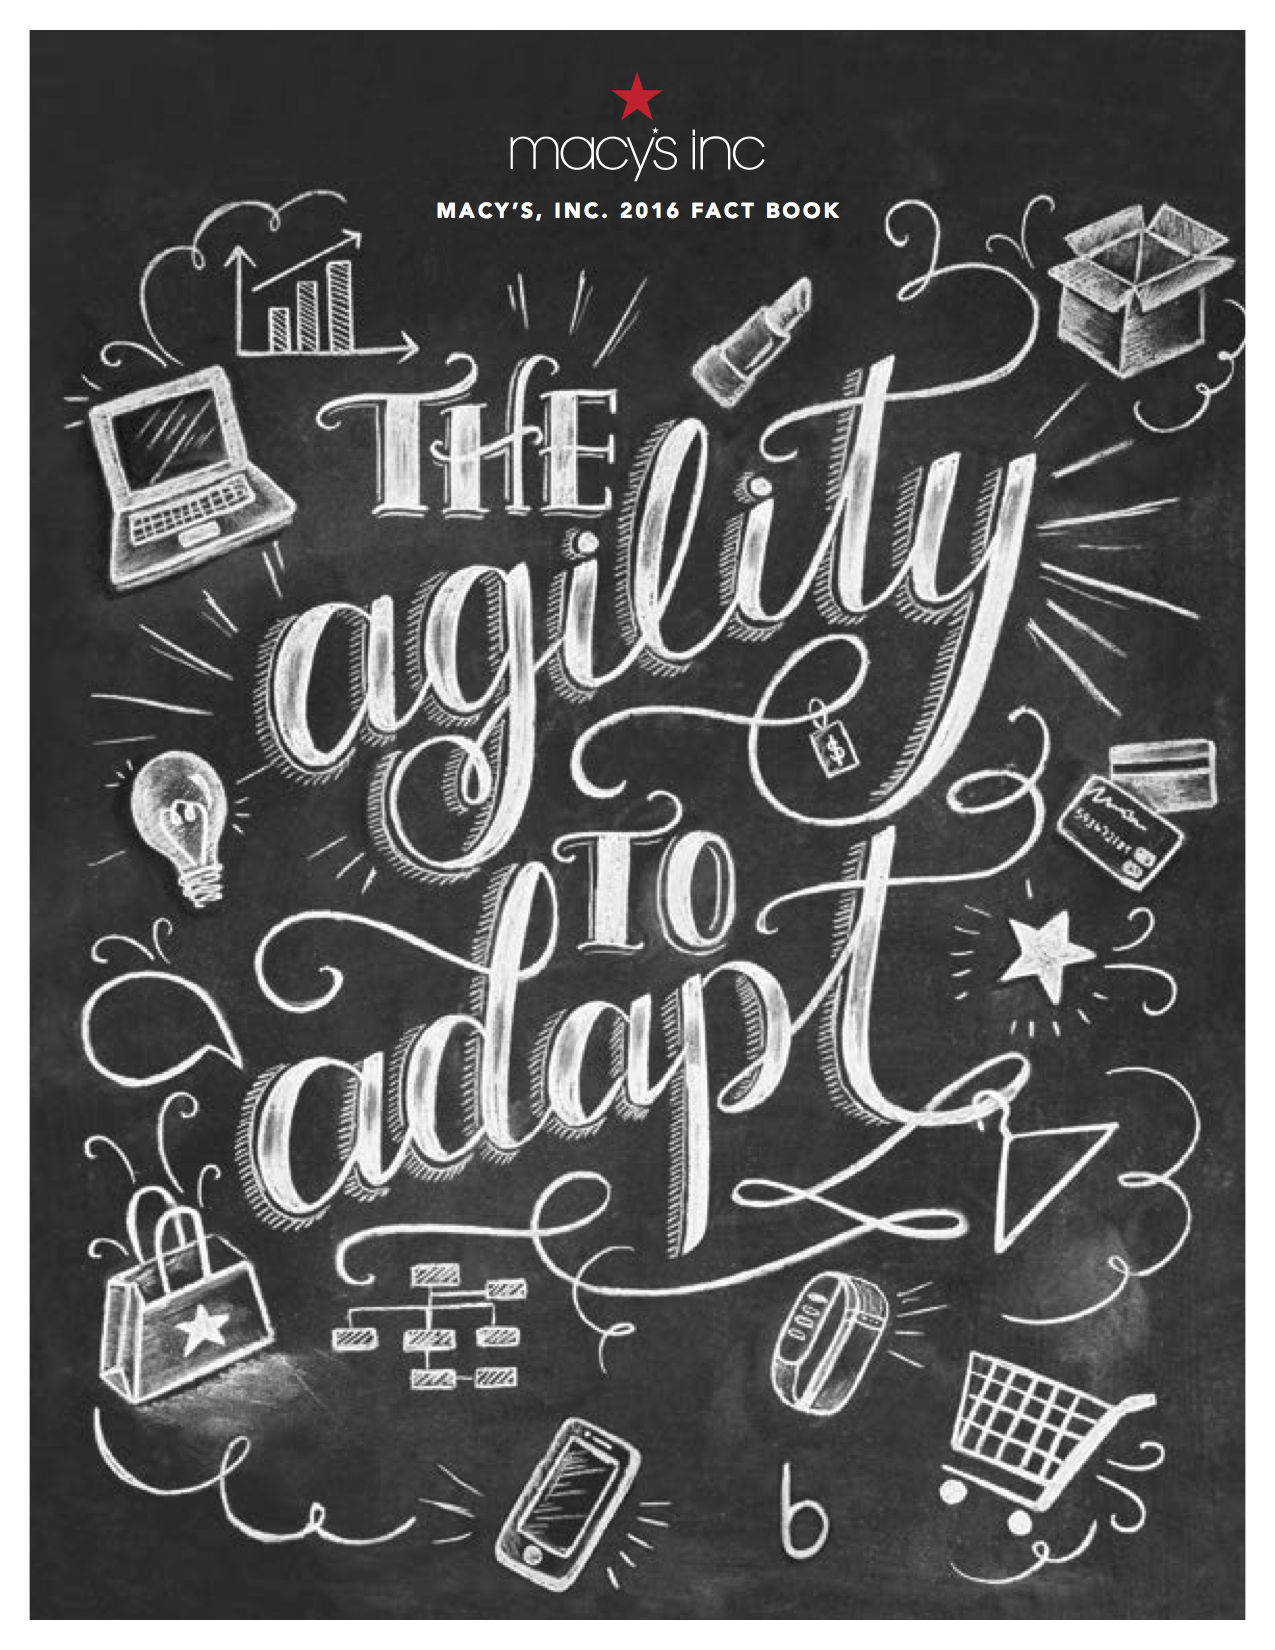 macy's inc
MACY'S, INC. 2016 FACT BOOK
THE
agility
$
TO
adapt
b